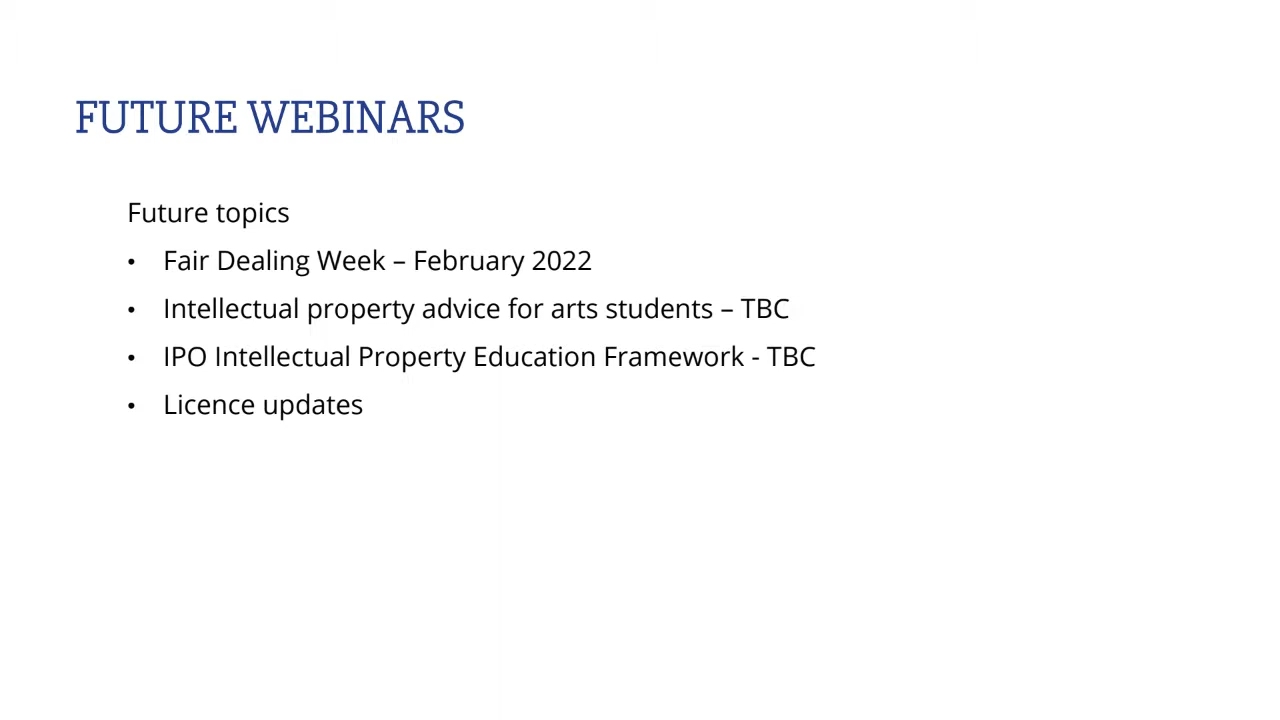 FUTURE WEBINARS
Future topics
• Fair Dealing Week – February 2022
• Intellectual property advice for arts students – TBC
• IPO Intellectual Property Education Framework - TBC
• Licence updates